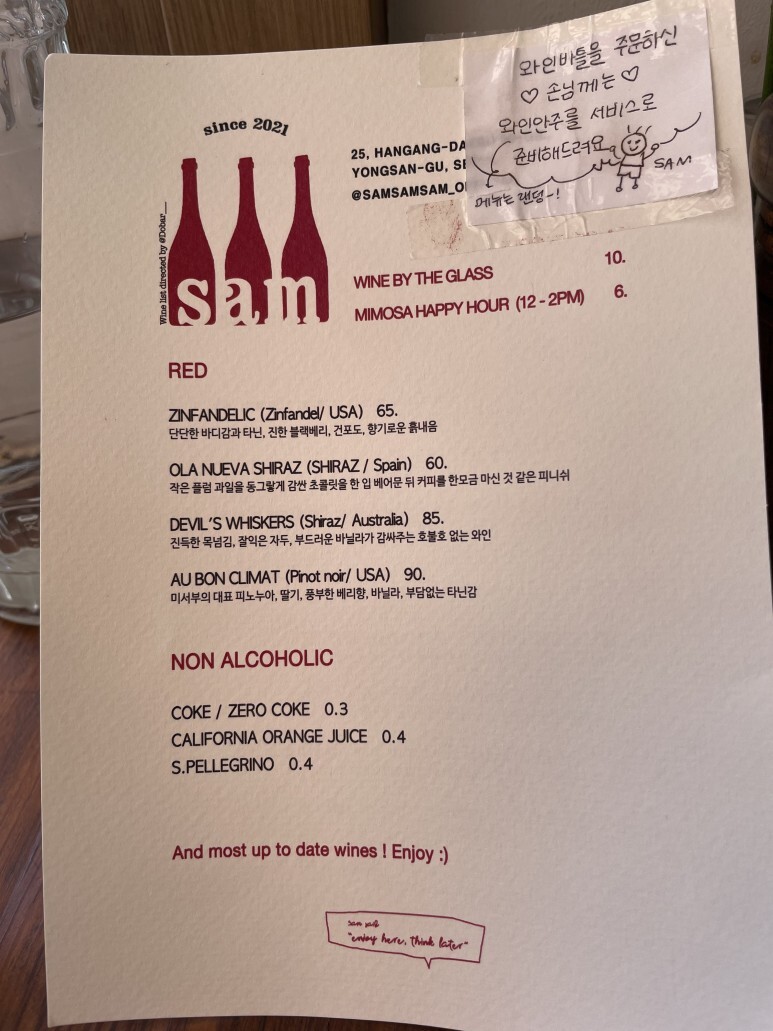 와인바틀을 주문하신
♡ 손님께는 ♡
와인안주를 서비스로
준비해드려요
SAM
메뉴는 랜덤~!
since 2021
Wine list directed by @Dobar___
sam
25, HANGANG-DA
YONGSAN-GU, SE
@SAMSAMSAM_O
WINE BY THE GLASS 10.
MIMOSA HAPPY HOUR (12 - 2PM) 6.
RED
ZINFANDELIC (Zinfandel/ USA) 65.
단단한 바디감과 타닌, 진한 블랙베리, 건포도, 향기로운 흙내음
OLA NUEVA SHIRAZ (SHIRAZ / Spain) 60.
작은 플럼 과일을 동그랗게 감싼 초콜릿을 한 입 베어문 뒤 커피를 한모금 마신 것 같은 피니쉬
DEVIL'S WHISKERS (Shiraz/ Australia) 85.
진득한 목넘김, 잘익은 자두, 부드러운 바닐라가 감싸주는 호불호 없는 와인
AU BON CLIMAT (Pinot noir/ USA) 90.
미서부의 대표 피노누아, 딸기, 풍부한 베리향, 바닐라, 부담없는 타닌감
NON ALCOHOLIC
COKE / ZERO COKE 0.3
CALIFORNIA ORANGE JUICE 0.4
S.PELLEGRINO 0.4
And most up to date wines ! Enjoy :)
sam
"enjoy here, think later"